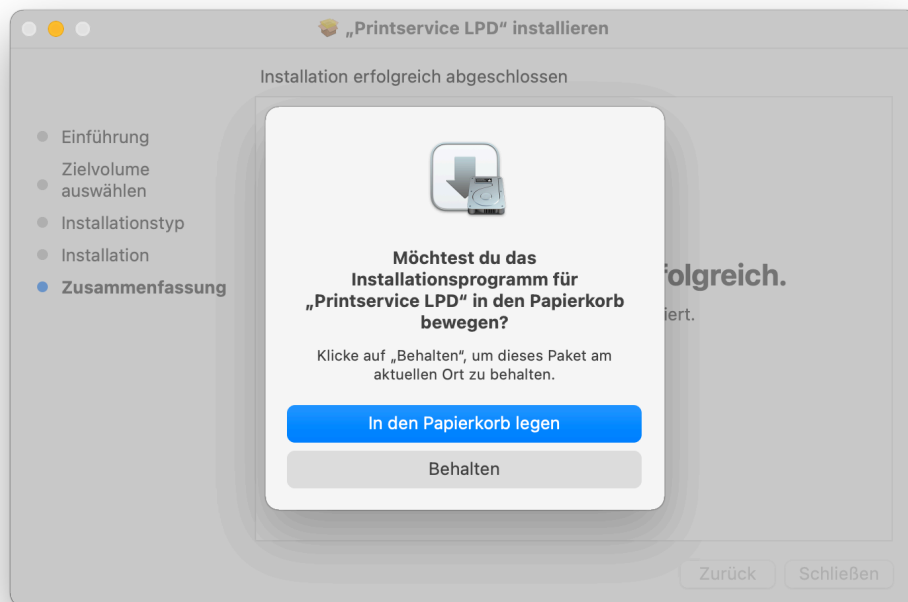 „Printservice LPD“ installieren
Installation erfolgreich abgeschlossen
Einführung
Zielvolume
auswählen
Installationstyp
Installation
Zusammenfassung
Möchtest du das
Installationsprogramm für
„Printservice LPD“ in den Papierkorb
bewegen?
Klicke auf „Behalten“, um dieses Paket am
aktuellen Ort zu behalten.
In den Papierkorb legen
Behalten
Zurück
Schließen